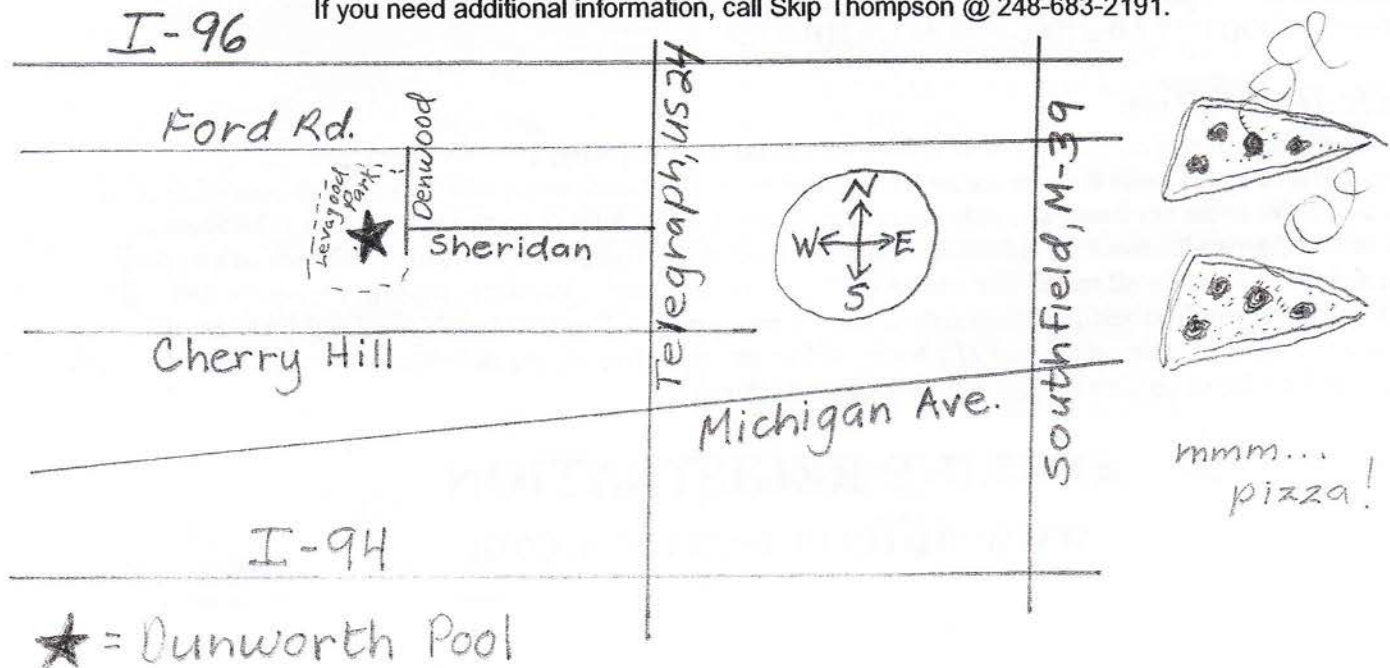 If you need additional information, call Skip Thompson @ 248-683-2191.
I-96
Ford Rd.
Denwood
Levagood
Park
Sheridan
Telegraph, US 24
N
W E
S
Southfield, M-39
Cherry Hill
Michigan Ave.
mmm...
pizza!
I-94
★ = Dunworth Pool